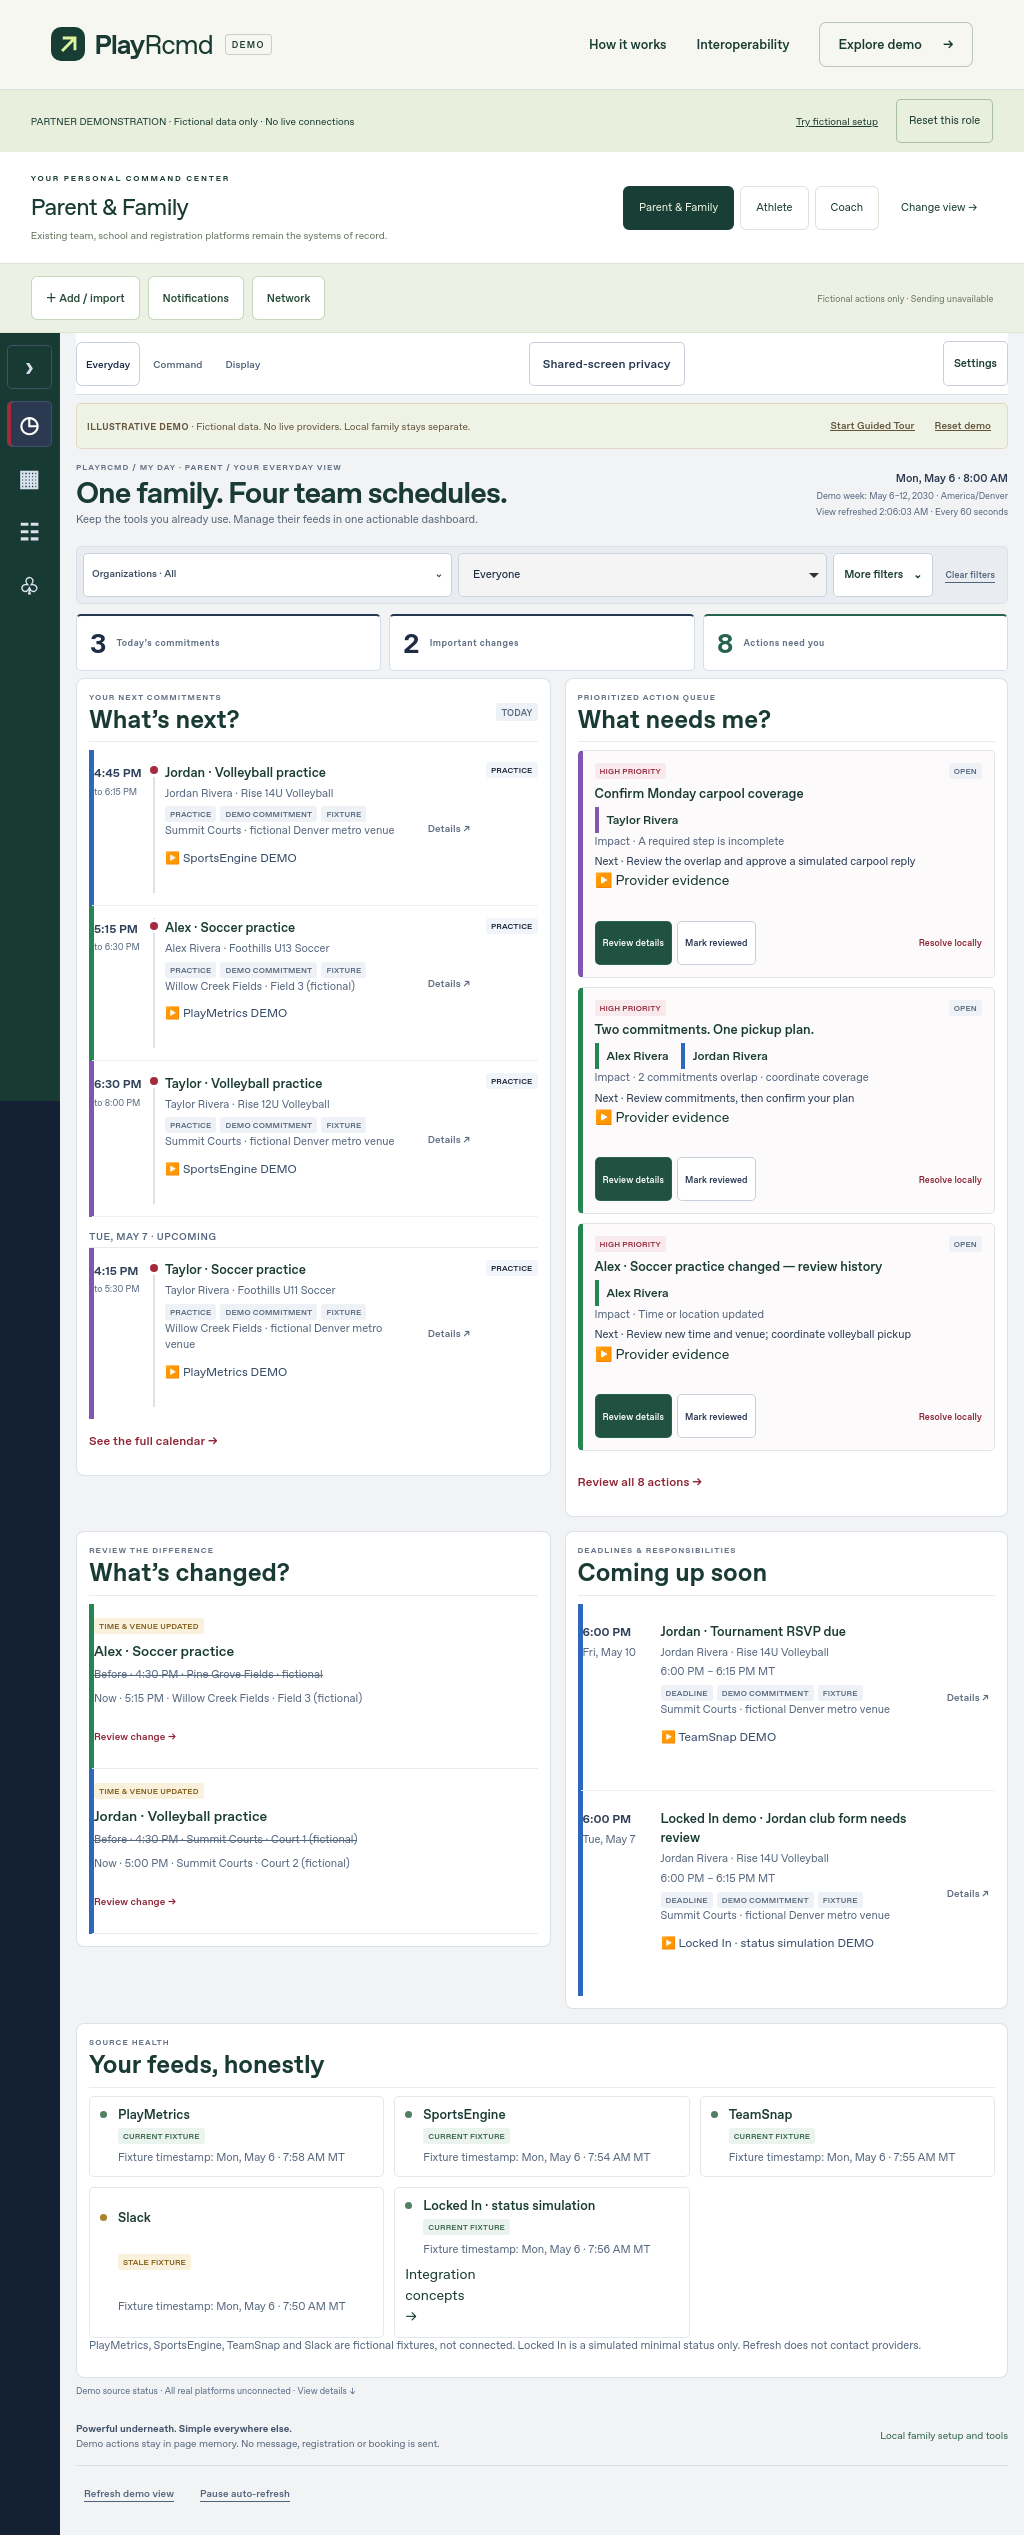 PlayRcmd DEMO
How it works
Interoperability
Explore demo →
PARTNER DEMONSTRATION · Fictional data only · No live connections
Try fictional setup
Reset this role
YOUR PERSONAL COMMAND CENTER
Parent & Family
Existing team, school and registration platforms remain the systems of record.
Parent & Family
Athlete
Coach
Change view →
+ Add / import
Notifications
Network
Fictional actions only · Sending unavailable
Everyday
Command
Display
Shared-screen privacy
Settings
ILLUSTRATIVE DEMO · Fictional data. No live providers. Local family stays separate.
Start Guided Tour
Reset demo
PLAYRCMD / MY DAY · PARENT / YOUR EVERYDAY VIEW
One family. Four team schedules.
Keep the tools you already use. Manage their feeds in one actionable dashboard.
Mon, May 6 · 8:00 AM
Demo week: May 6–12, 2030 · America/Denver
View refreshed 2:06:03 AM · Every 60 seconds
Organizations · All
Everyone
More filters
Clear filters
3 Today's commitments
2 Important changes
8 Actions need you
YOUR NEXT COMMITMENTS
What's next?
TODAY
4:45 PM
to 6:15 PM
Jordan · Volleyball practice
PRACTICE
Jordan Rivera · Rise 14U Volleyball
PRACTICE DEMO COMMITMENT FIXTURE
Summit Courts · fictional Denver metro venue
Details ↗
SportsEngine DEMO
5:15 PM
to 6:30 PM
Alex · Soccer practice
PRACTICE
Alex Rivera · Foothills U13 Soccer
PRACTICE DEMO COMMITMENT FIXTURE
Willow Creek Fields · Field 3 (fictional)
Details ↗
PlayMetrics DEMO
6:30 PM
to 8:00 PM
Taylor · Volleyball practice
PRACTICE
Taylor Rivera · Rise 12U Volleyball
PRACTICE DEMO COMMITMENT FIXTURE
Summit Courts · fictional Denver metro venue
Details ↗
SportsEngine DEMO
TUE, MAY 7 · UPCOMING
4:15 PM
to 5:30 PM
Taylor · Soccer practice
PRACTICE
Taylor Rivera · Foothills U11 Soccer
PRACTICE DEMO COMMITMENT FIXTURE
Willow Creek Fields · fictional Denver metro
venue
Details ↗
PlayMetrics DEMO
See the full calendar →
PRIORITIZED ACTION QUEUE
What needs me?
HIGH PRIORITY
OPEN
Confirm Monday carpool coverage
Taylor Rivera
Impact · A required step is incomplete
Next · Review the overlap and approve a simulated carpool reply
Provider evidence
Review details
Mark reviewed
Resolve locally
HIGH PRIORITY
OPEN
Two commitments. One pickup plan.
Alex Rivera
Jordan Rivera
Impact · 2 commitments overlap · coordinate coverage
Next · Review commitments, then confirm your plan
Provider evidence
Review details
Mark reviewed
Resolve locally
HIGH PRIORITY
OPEN
Alex · Soccer practice changed — review history
Alex Rivera
Impact · Time or location updated
Next · Review new time and venue; coordinate volleyball pickup
Provider evidence
Review details
Mark reviewed
Resolve locally
Review all 8 actions →
REVIEW THE DIFFERENCE
What's changed?
TIME & VENUE UPDATED
Alex · Soccer practice
Before · 4:30 PM · Pine Grove Fields · fictional
Now · 5:15 PM · Willow Creek Fields · Field 3 (fictional)
Review change →
TIME & VENUE UPDATED
Jordan · Volleyball practice
Before · 4:30 PM · Summit Courts · Court 1 (fictional)
Now · 5:00 PM · Summit Courts · Court 2 (fictional)
Review change →
DEADLINES & RESPONSIBILITIES
Coming up soon
6:00 PM
Fri, May 10
Jordan · Tournament RSVP due
Jordan Rivera · Rise 14U Volleyball
6:00 PM – 6:15 PM MT
DEADLINE DEMO COMMITMENT FIXTURE
Summit Courts · fictional Denver metro venue
Details ↗
TeamSnap DEMO
6:00 PM
Tue, May 7
Locked In demo · Jordan club form needs
review
Jordan Rivera · Rise 14U Volleyball
6:00 PM – 6:15 PM MT
DEADLINE DEMO COMMITMENT FIXTURE
Summit Courts · fictional Denver metro venue
Details ↗
Locked In · status simulation DEMO
SOURCE HEALTH
Your feeds, honestly
PlayMetrics
CURRENT FIXTURE
Fixture timestamp: Mon, May 6 · 7:58 AM MT
SportsEngine
CURRENT FIXTURE
Fixture timestamp: Mon, May 6 · 7:54 AM MT
TeamSnap
CURRENT FIXTURE
Fixture timestamp: Mon, May 6 · 7:55 AM MT
Slack
STALE FIXTURE
Fixture timestamp: Mon, May 6 · 7:50 AM MT
Locked In · status simulation
CURRENT FIXTURE
Fixture timestamp: Mon, May 6 · 7:56 AM MT
Integration
concepts
→
PlayMetrics, SportsEngine, TeamSnap and Slack are fictional fixtures, not connected. Locked In is a simulated minimal status only. Refresh does not contact providers.
Demo source status · All real platforms unconnected · View details ↓
Powerful underneath. Simple everywhere else.
Demo actions stay in page memory. No message, registration or booking is sent.
Local family setup and tools
Refresh demo view
Pause auto-refresh